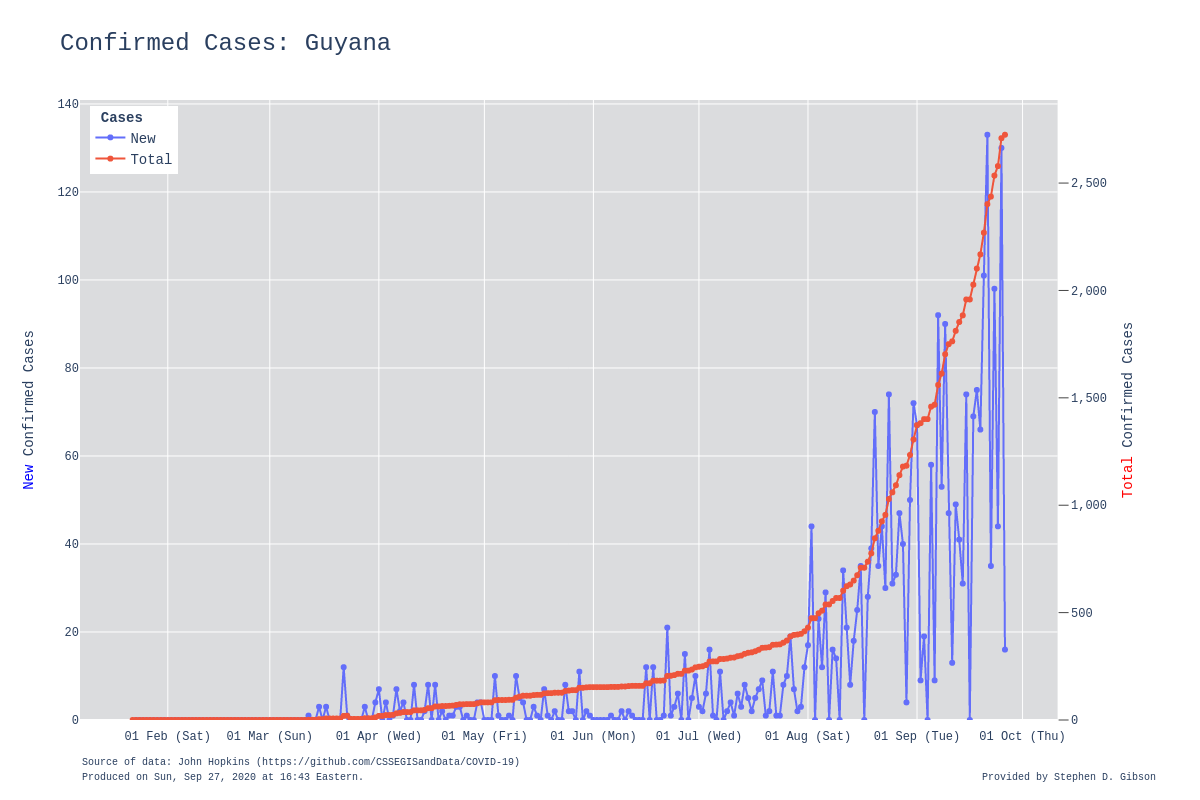 Confirmed Cases: Guyana
Cases
New
Total
140
120
100
80
60
40
20
0
2,500
2,000
1,500
1,000
500
0
New Confirmed Cases
Total Confirmed Cases
01 Feb (Sat) 01 Mar (Sun) 01 Apr (Wed) 01 May (Fri) 01 Jun (Mon) 01 Jul (Wed) 01 Aug (Sat) 01 Sep (Tue) 01 Oct (Thu)
Source of data: John Hopkins (https://github.com/CSSEGISandData/COVID-19)
Produced on Sun, Sep 27, 2020 at 16:43 Eastern.
Provided by Stephen D. Gibson